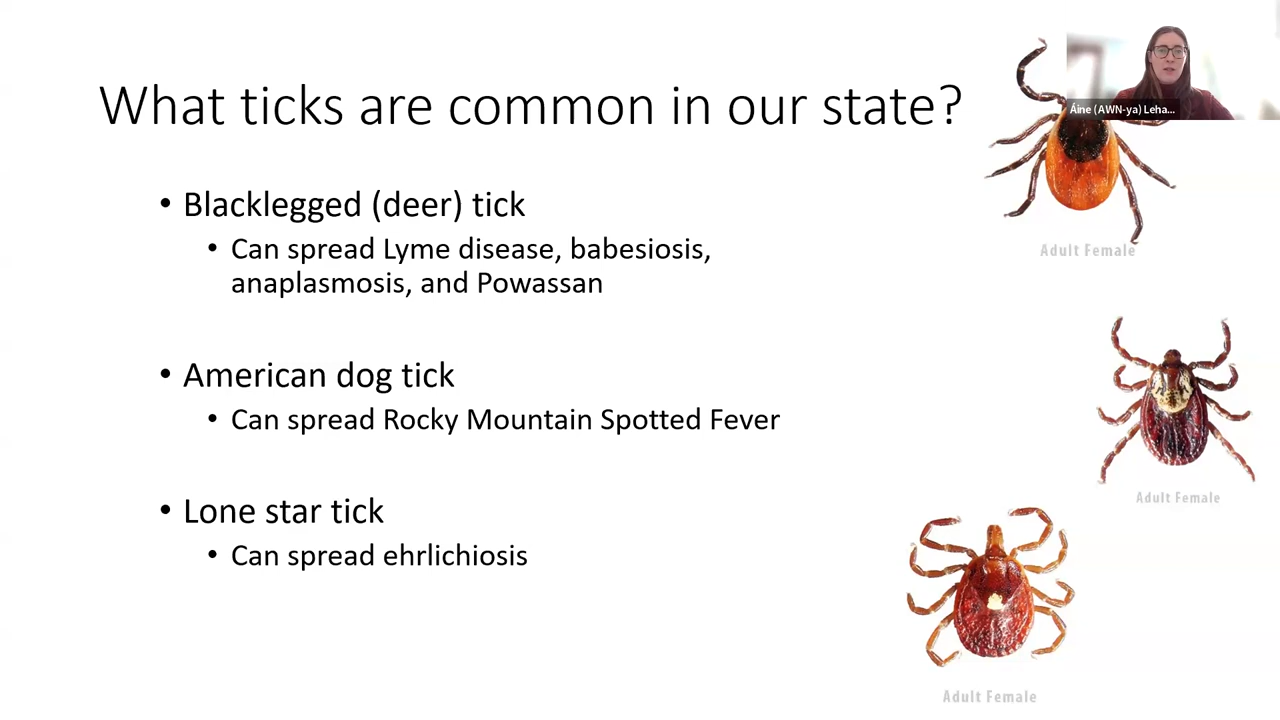 What ticks are common in our state?
Áine (AWN-ya) Leha...
• Blacklegged (deer) tick
• Can spread Lyme disease, babesiosis,
anaplasmosis, and Powassan
Adult Female
• American dog tick
• Can spread Rocky Mountain Spotted Fever
Adult Female
• Lone star tick
• Can spread ehrlichiosis
Adult Female